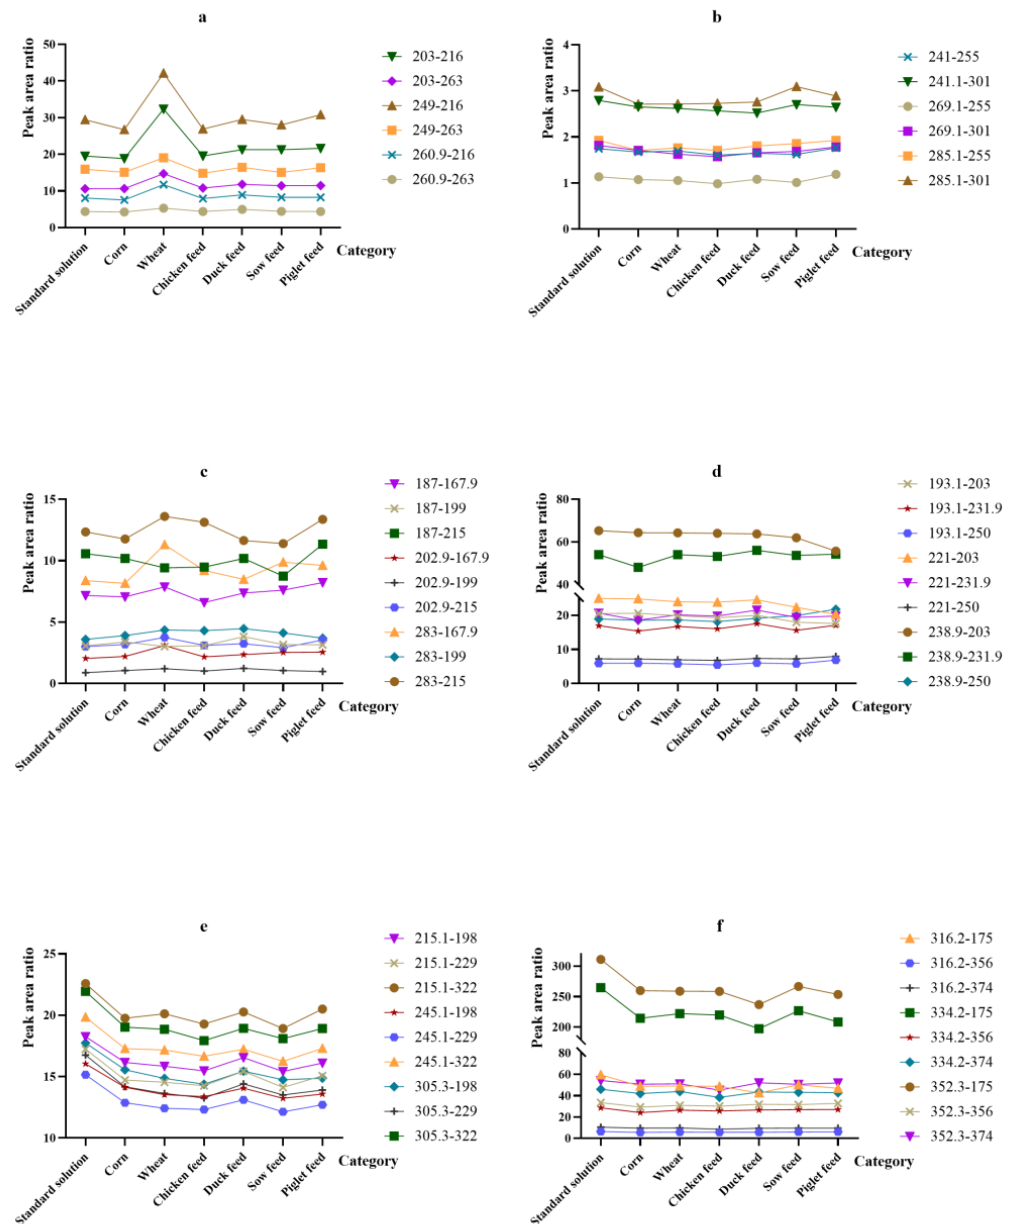 a
Peak area ratio
50
40
30
20
10
0
Standard solution
Corn
Wheat
Chicken feed
Duck feed
Sow feed
Piglet feed
Category
203-216
203-263
249-216
249-263
260.9-216
260.9-263
b
Peak area ratio
4
3
2
1
0
Standard solution
Corn
Wheat
Chicken feed
Duck feed
Sow feed
Piglet feed
Category
241-255
241.1-301
269.1-255
269.1-301
285.1-255
285.1-301
c
Peak area ratio
15
10
5
0
Standard solution
Corn
Wheat
Chicken feed
Duck feed
Sow feed
Piglet feed
Category
187-167.9
187-199
187-215
202.9-167.9
202.9-199
202.9-215
283-167.9
283-199
283-215
d
Peak area ratio
80
60
40
20
10
0
Standard solution
Corn
Wheat
Chicken feed
Duck feed
Sow feed
Piglet feed
Category
193.1-203
193.1-231.9
193.1-250
221-203
221-231.9
221-250
238.9-203
238.9-231.9
238.9-250
e
Peak area ratio
25
20
15
10
Standard solution
Corn
Wheat
Chicken feed
Duck feed
Sow feed
Piglet feed
Category
215.1-198
215.1-229
215.1-322
245.1-198
245.1-229
245.1-322
305.3-198
305.3-229
305.3-322
f
Peak area ratio
300
250
200
80
60
40
20
0
Standard solution
Corn
Wheat
Chicken feed
Duck feed
Sow feed
Piglet feed
Category
316.2-175
316.2-356
316.2-374
334.2-175
334.2-356
334.2-374
352.3-175
352.3-356
352.3-374